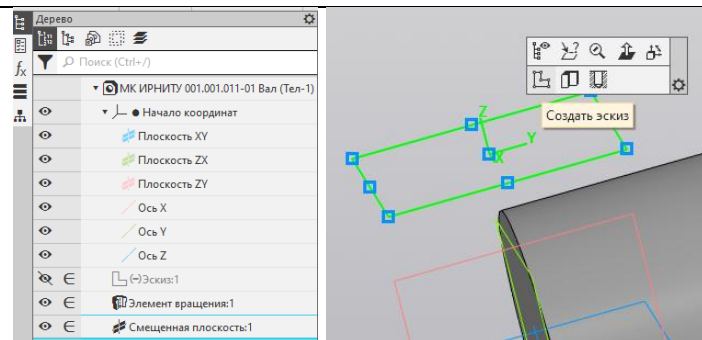 Дерево
Поиск (Ctrl+/)
МК ИРНИТУ 001.001.011-01 Вал (Тел-1)
Начало координат
Плоскость XY
Плоскость ZX
Плоскость ZY
Ось X
Ось Y
Ось Z
(-)Эскиз:1
Элемент вращения:1
Смещенная плоскость:1
Создать эскиз
Z
Y
X